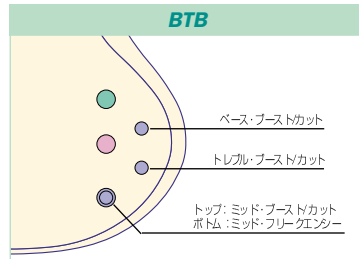 BTB
ベース・ブースト/カット
トレブル・ブースト/カット
トップ：ミッド・ブースト/カット
ボトム：ミッド・フリークエンシー